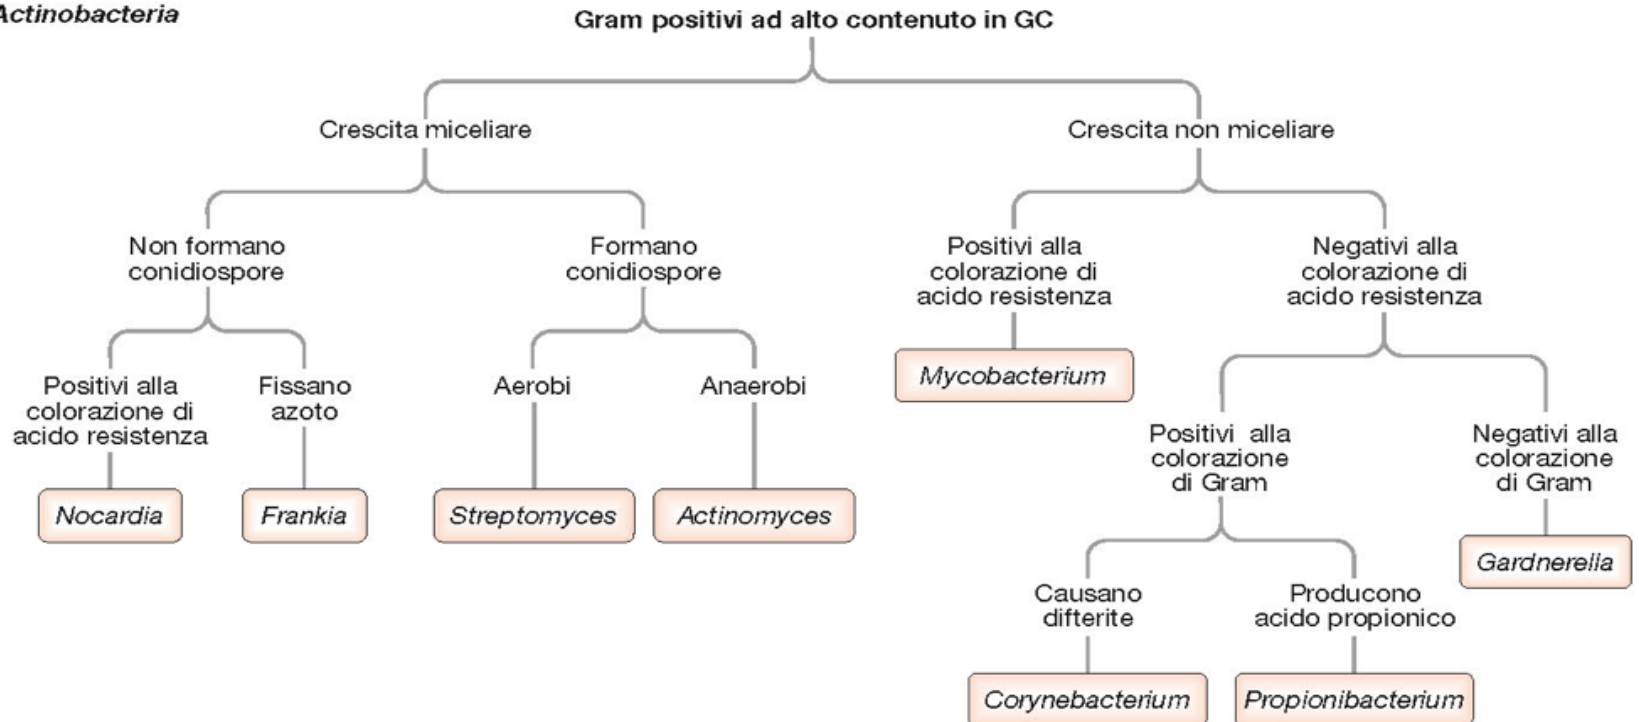 Actinobacteria
Gram positivi ad alto contenuto in GC
Crescita miceliare
Crescita non miceliare
Non formano
conidiospore
Formano
conidiospore
Positivi alla
colorazione di
acido resistenza
Negativi alla
colorazione di
acido resistenza
Positivi alla
colorazione di
acido resistenza
Fissano
azoto
Aerobi
Anaerobi
Mycobacterium
Positivi alla
colorazione
di Gram
Negativi alla
colorazione
di Gram
Nocardia
Frankia
Streptomyces
Actinomyces
Gardnerella
Causano
difterite
Producono
acido propionico
Corynebacterium
Propionibacterium